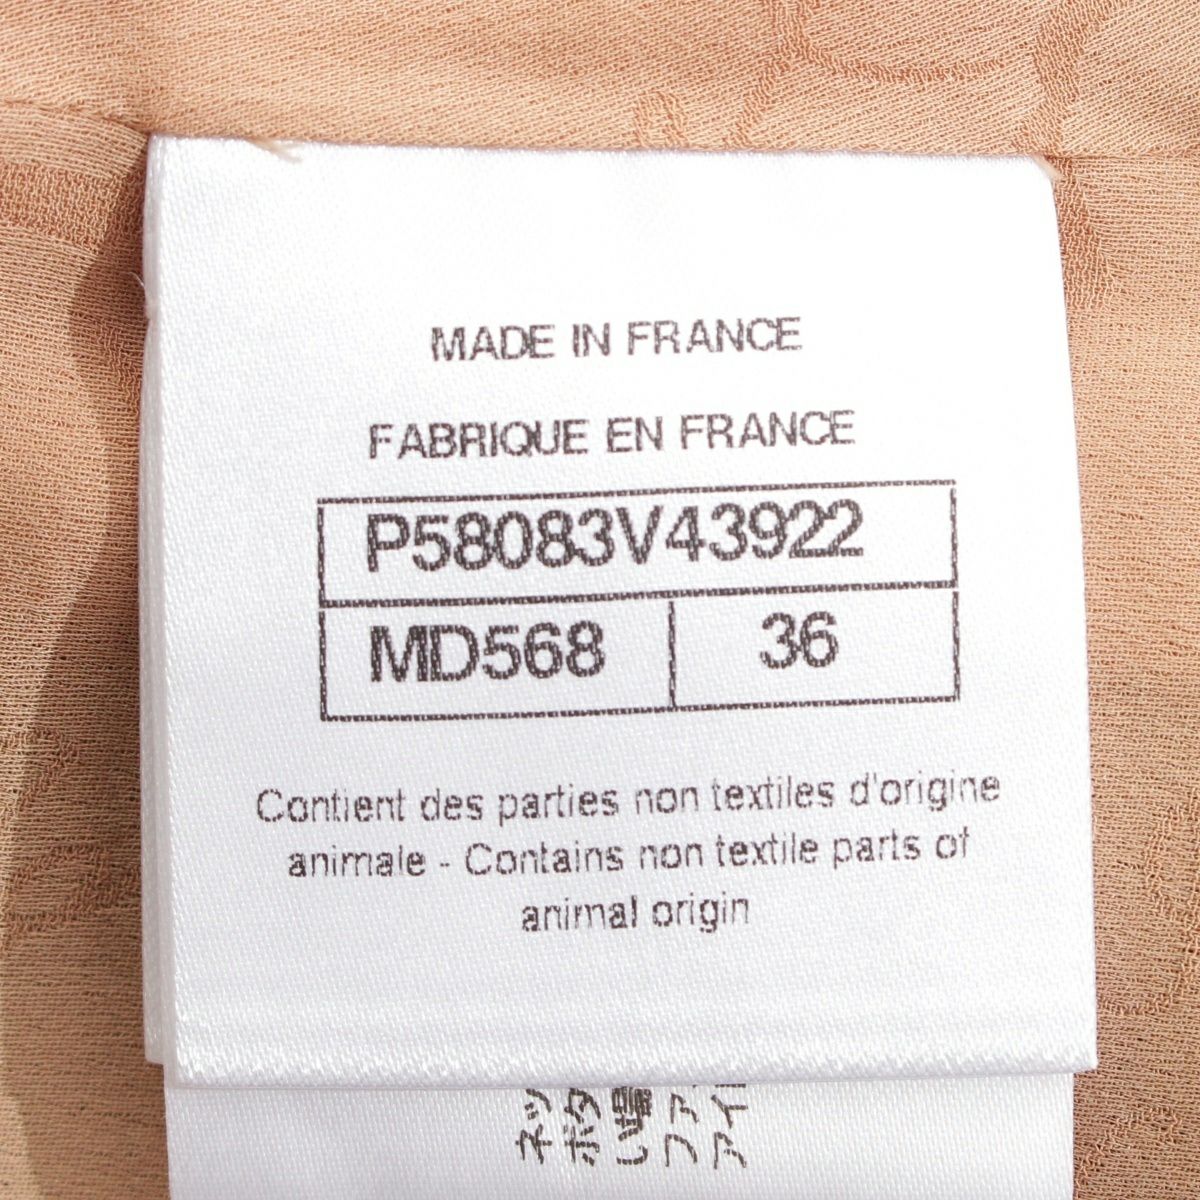 MADE IN FRANCE
FABRIQUE EN FRANCE
P58083V43922
MD568 36
Contient des parties non textiles d'origine
animale - Contains non textile parts of
animal origin